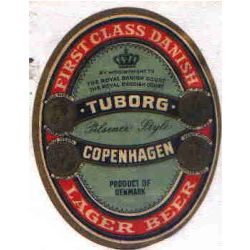 FIRST CLASS DANISH
BY APPOINTMENT TO
THE ROYAL DANISH COURT
THE ROYAL SWEDISH COURT
TUBORG
Pilsener Style
COPENHAGEN
PRODUCT OF
DENMARK
LAGER BEER